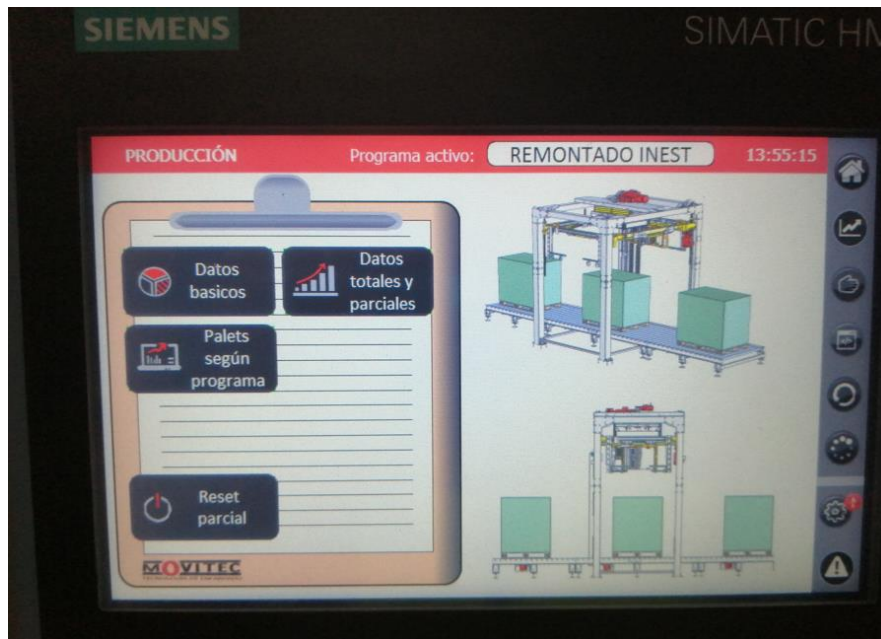 SIEMENS
SIMATIC HM
PRODUCCIÓN
Programa activo:
REMONTADO INEST
13:55:15
Datos
basicos
Datos
totales y
parciales
Palets
según
programa
Reset
parcial
MOVITEC